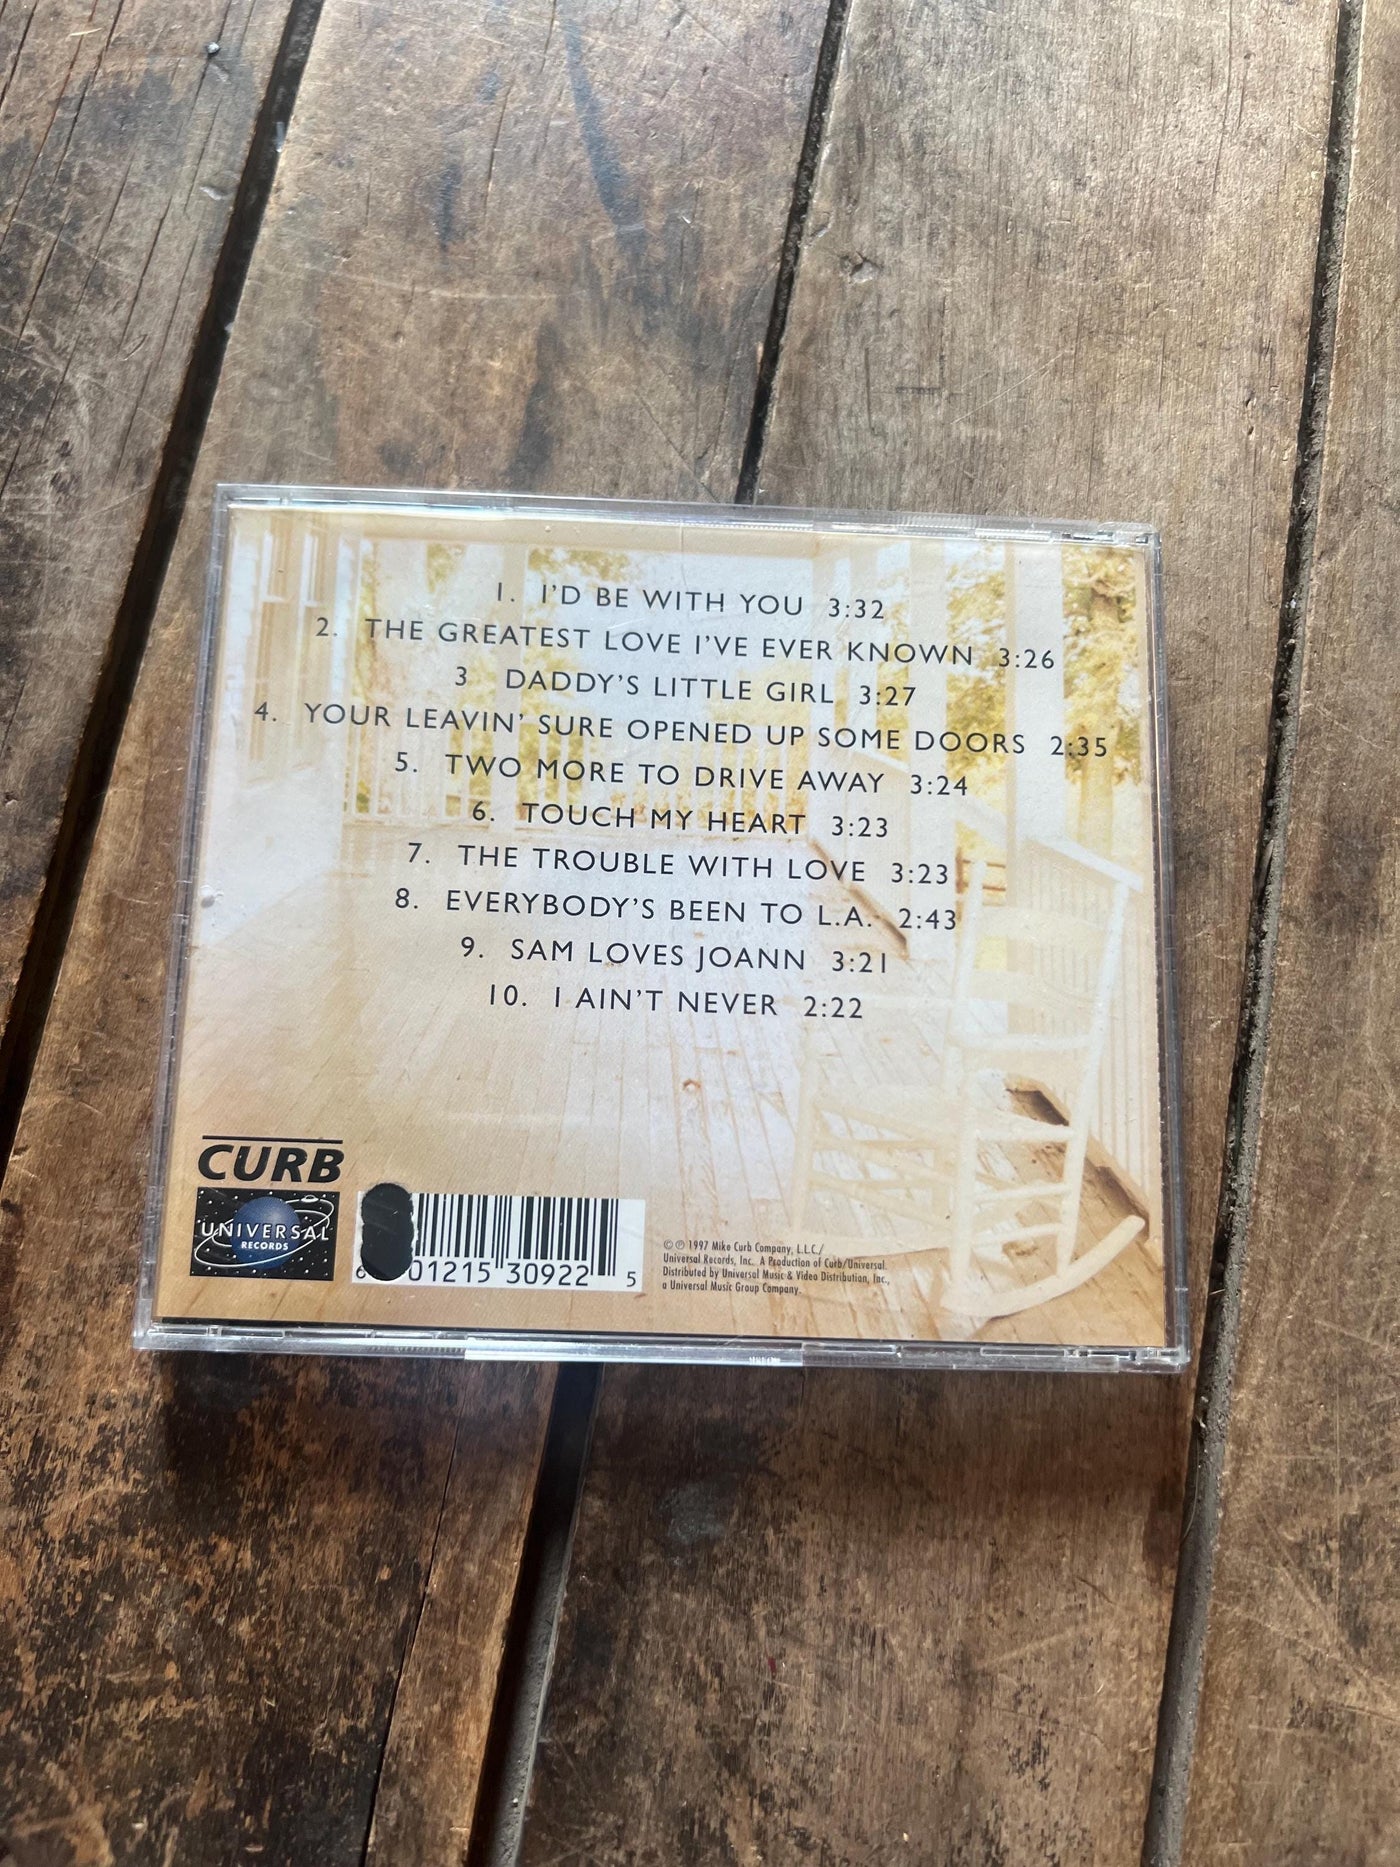 1. I'D BE WITH YOU 3:32
2. THE GREATEST LOVE I'VE EVER KNOWN 3:26
3 DADDY'S LITTLE GIRL 3:27
4. YOUR LEAVIN' SURE OPENED UP SOME DOORS 2:35
5. TWO MORE TO DRIVE AWAY 3:24
6. TOUCH MY HEART 3:23
7. THE TROUBLE WITH LOVE 3:23
8. EVERYBODY'S BEEN TO L.A. 2:43
9. SAM LOVES JOANN 3:21
10. I AIN'T NEVER 2:22
CURB
UNIVERSAL
RECORDS
01215 30922 5
© ℗ 1997 Mike Curb Company, L.L.C./
Universal Records, Inc. A Production of Curb/Universal.
Distributed by Universal Music & Video Distribution, Inc.,
a Universal Music Group Company.